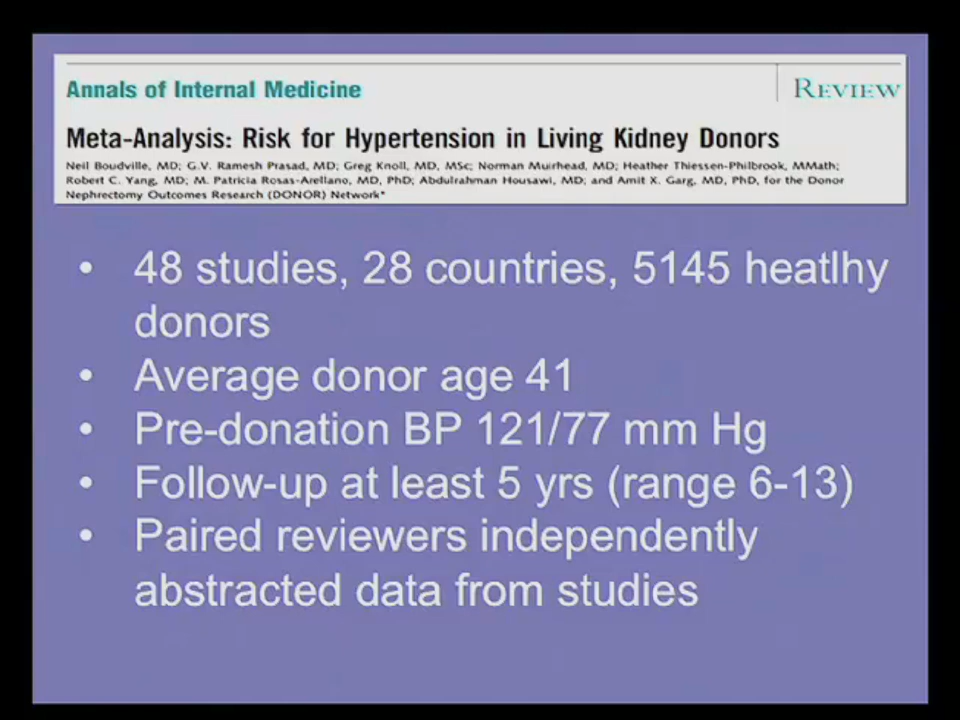 Annals of Internal Medicine
REVIEW
Meta-Analysis: Risk for Hypertension in Living Kidney Donors
Neil Boudville, MD; G.V. Ramesh Prasad, MD; Greg Knoll, MD, MSc; Norman Muirhead, MD; Heather Thiessen-Philbrook, MMath;
Robert C. Yang, MD; M. Patricia Rosas-Arellano, MD, PhD; Abdulrahman Housawi, MD; and Amit X. Garg, MD, PhD, for the Donor
Nephrectomy Outcomes Research (DONOR) Network*
• 48 studies, 28 countries, 5145 heatlhy
donors
• Average donor age 41
• Pre-donation BP 121/77 mm Hg
• Follow-up at least 5 yrs (range 6-13)
• Paired reviewers independently
abstracted data from studies